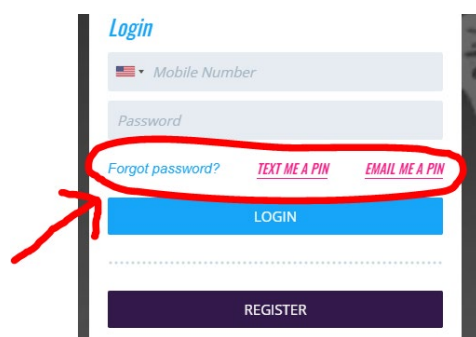 Login
Mobile Number
Password
Forgot password? TEXT ME A PIN EMAIL ME A PIN
LOGIN
REGISTER